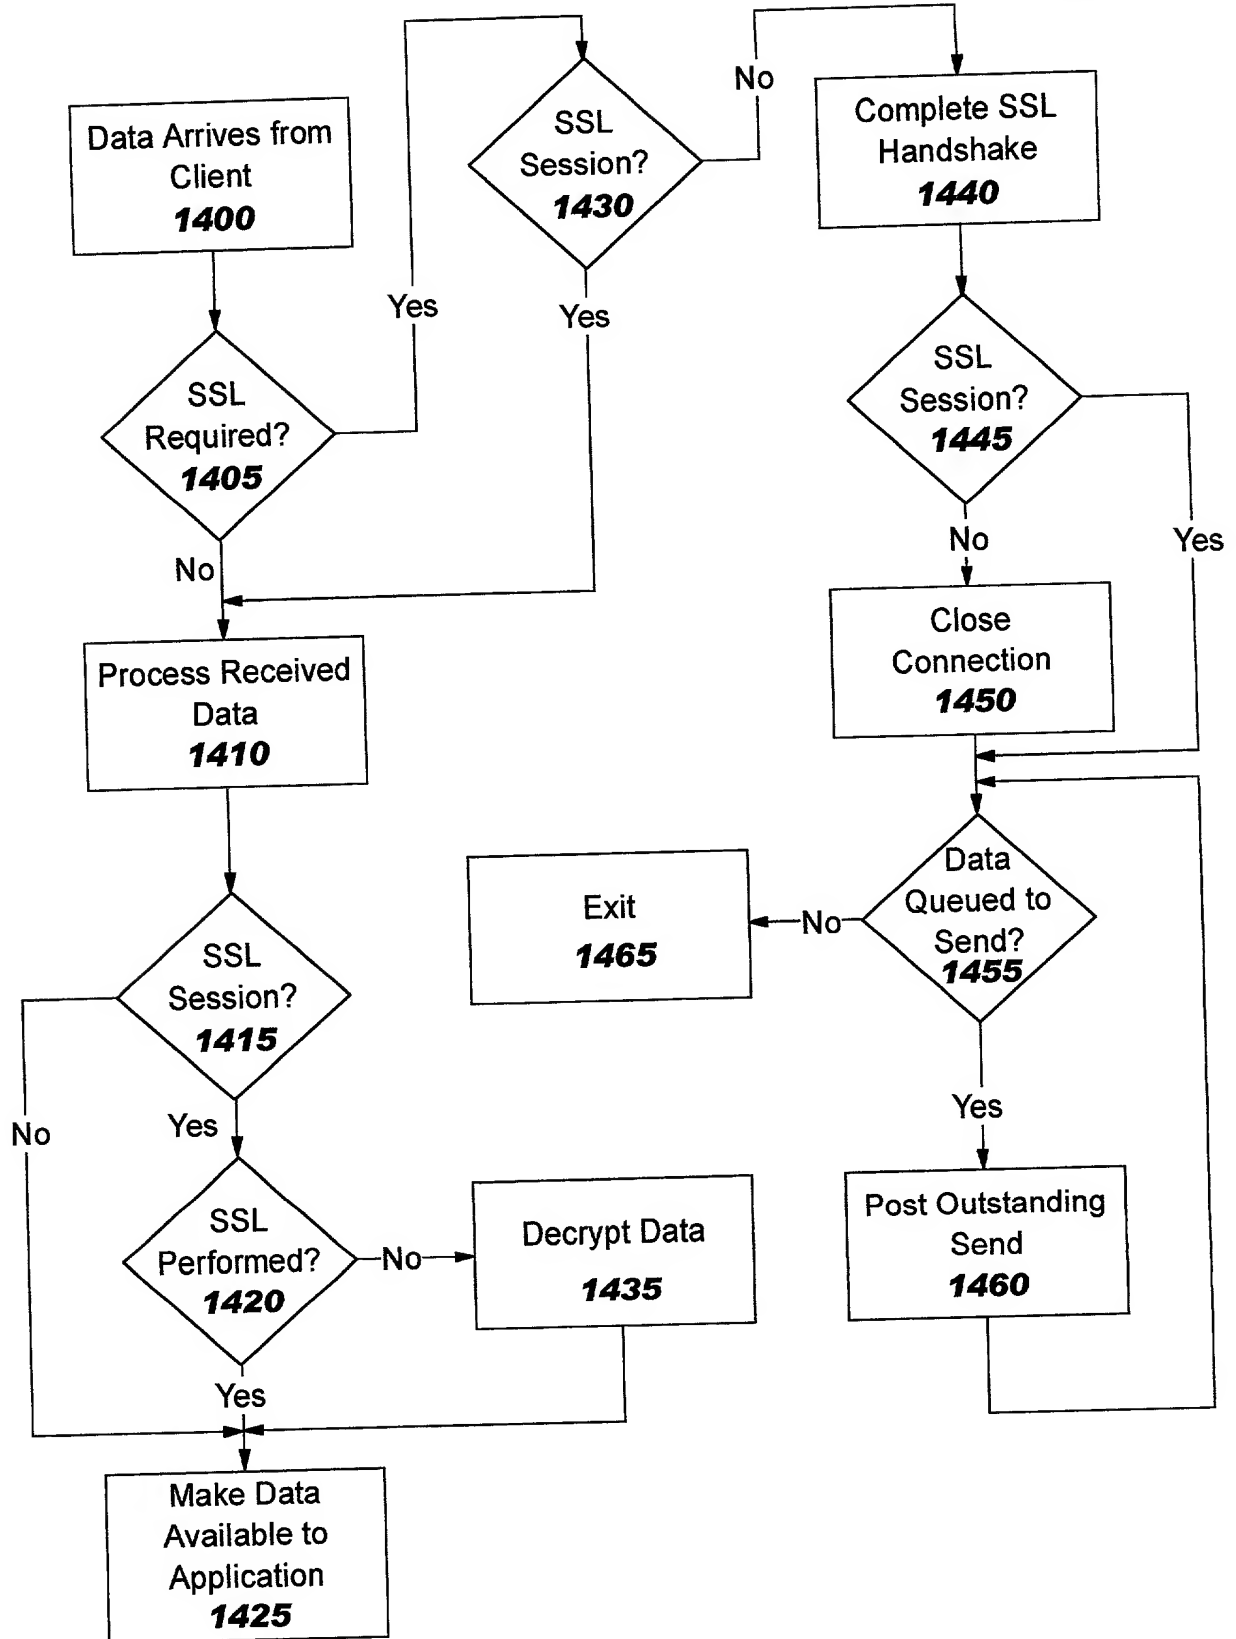 Data Arrives from
Client
1400
SSL
Required?
1405
Yes
No
SSL
Session?
1430
Yes
No
Complete SSL
Handshake
1440
SSL
Session?
1445
No
Yes
Close
Connection
1450
Process Received
Data
1410
SSL
Session?
1415
No
Yes
SSL
Performed?
1420
No
Yes
Decrypt Data
1435
Make Data
Available to
Application
1425
Data
Queued to
Send?
1455
No
Exit
1465
Yes
Post Outstanding
Send
1460